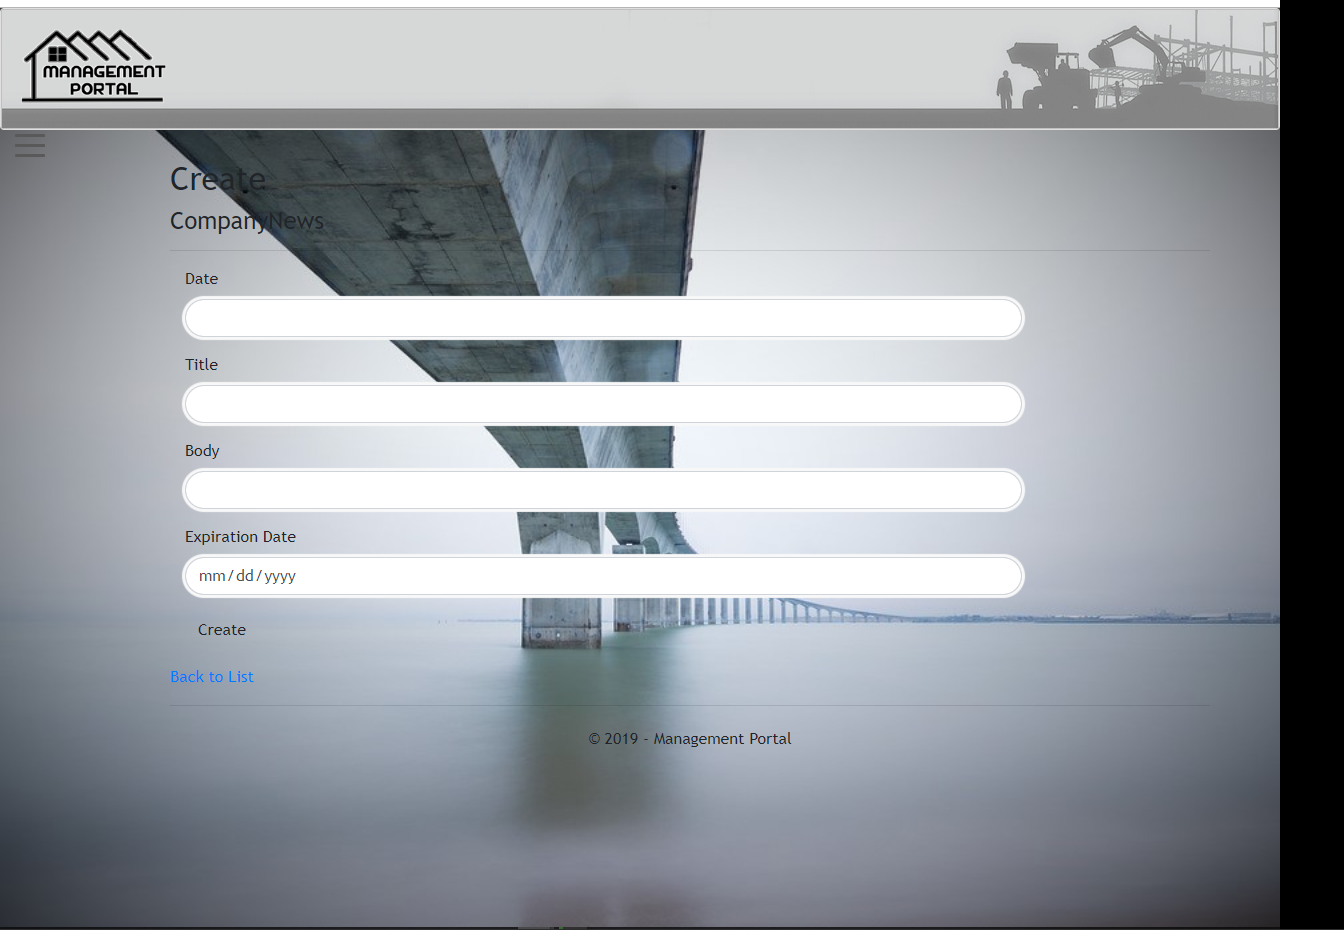 MANAGEMENT
PORTAL
Create
CompanyNews
Date
Title
Body
Expiration Date
mm/dd/yyyy
Create
Back to List
© 2019 - Management Portal